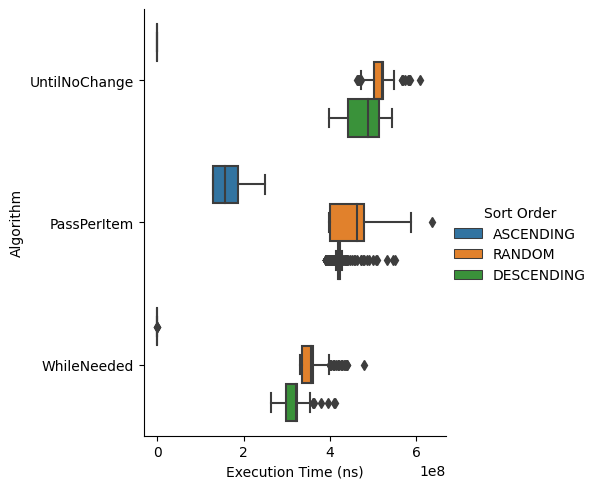 UntilNoChange
PassPerItem
WhileNeeded
Algorithm
0 2 4 6
1e8
Execution Time (ns)
Sort Order
ASCENDING
RANDOM
DESCENDING